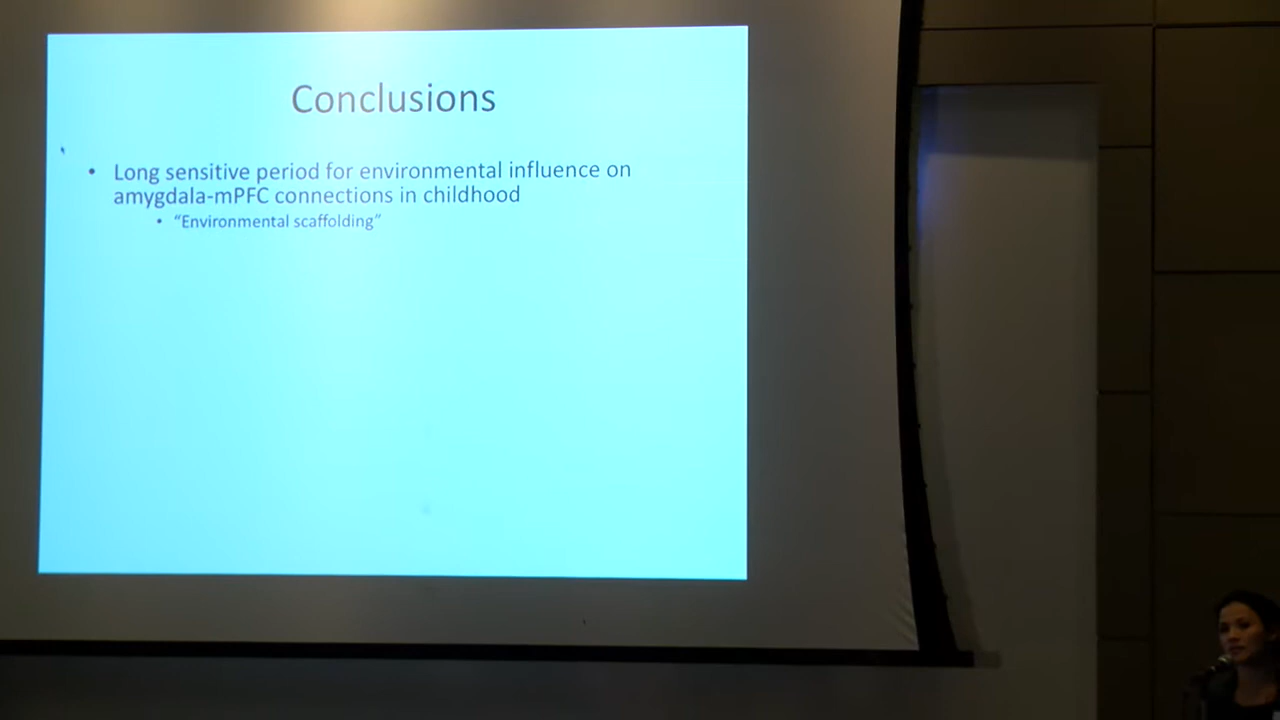 Conclusions
• Long sensitive period for environmental influence on
amygdala-mPFC connections in childhood
• “Environmental scaffolding”